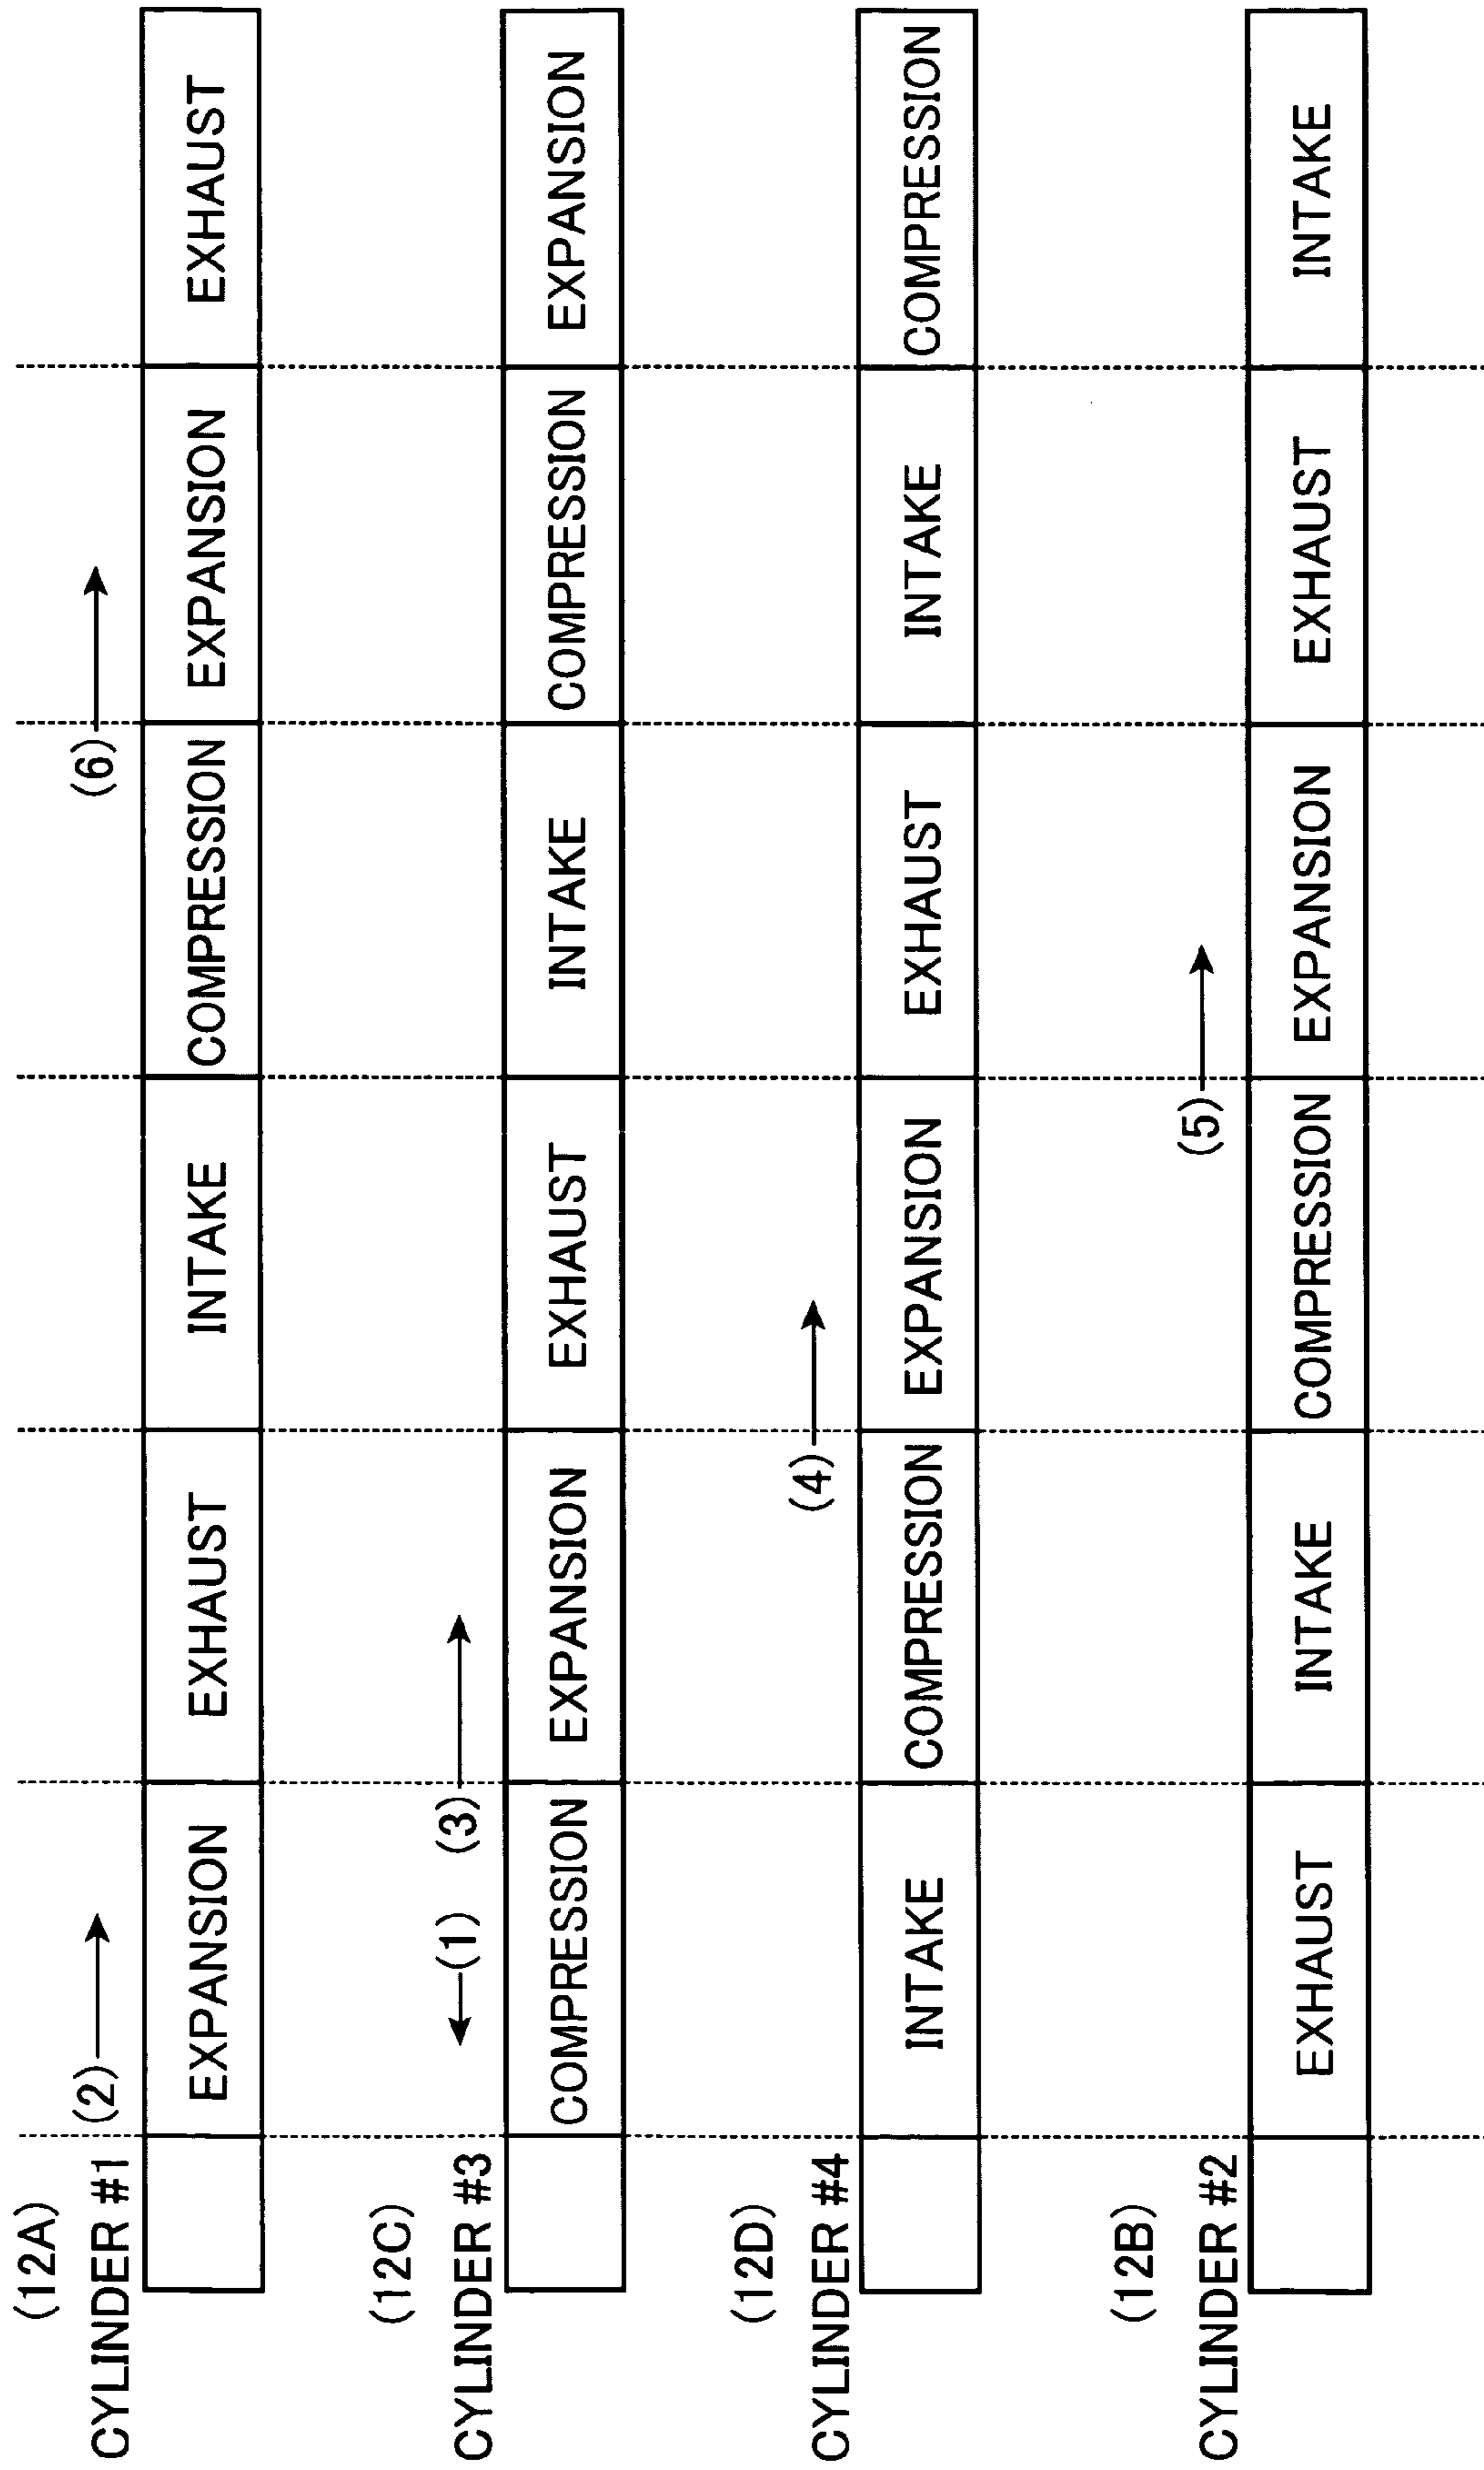 (12A)
CYLINDER #1
(2)
(6)
EXPANSION EXHAUST INTAKE COMPRESSION EXPANSION EXHAUST
(12C)
CYLINDER #3
(1) (3)
COMPRESSION EXPANSION EXHAUST INTAKE COMPRESSION EXPANSION
(12D)
CYLINDER #4
(4)
INTAKE COMPRESSION EXPANSION EXHAUST INTAKE COMPRESSION
(12B)
CYLINDER #2
(5)
EXHAUST INTAKE COMPRESSION EXPANSION EXHAUST INTAKE